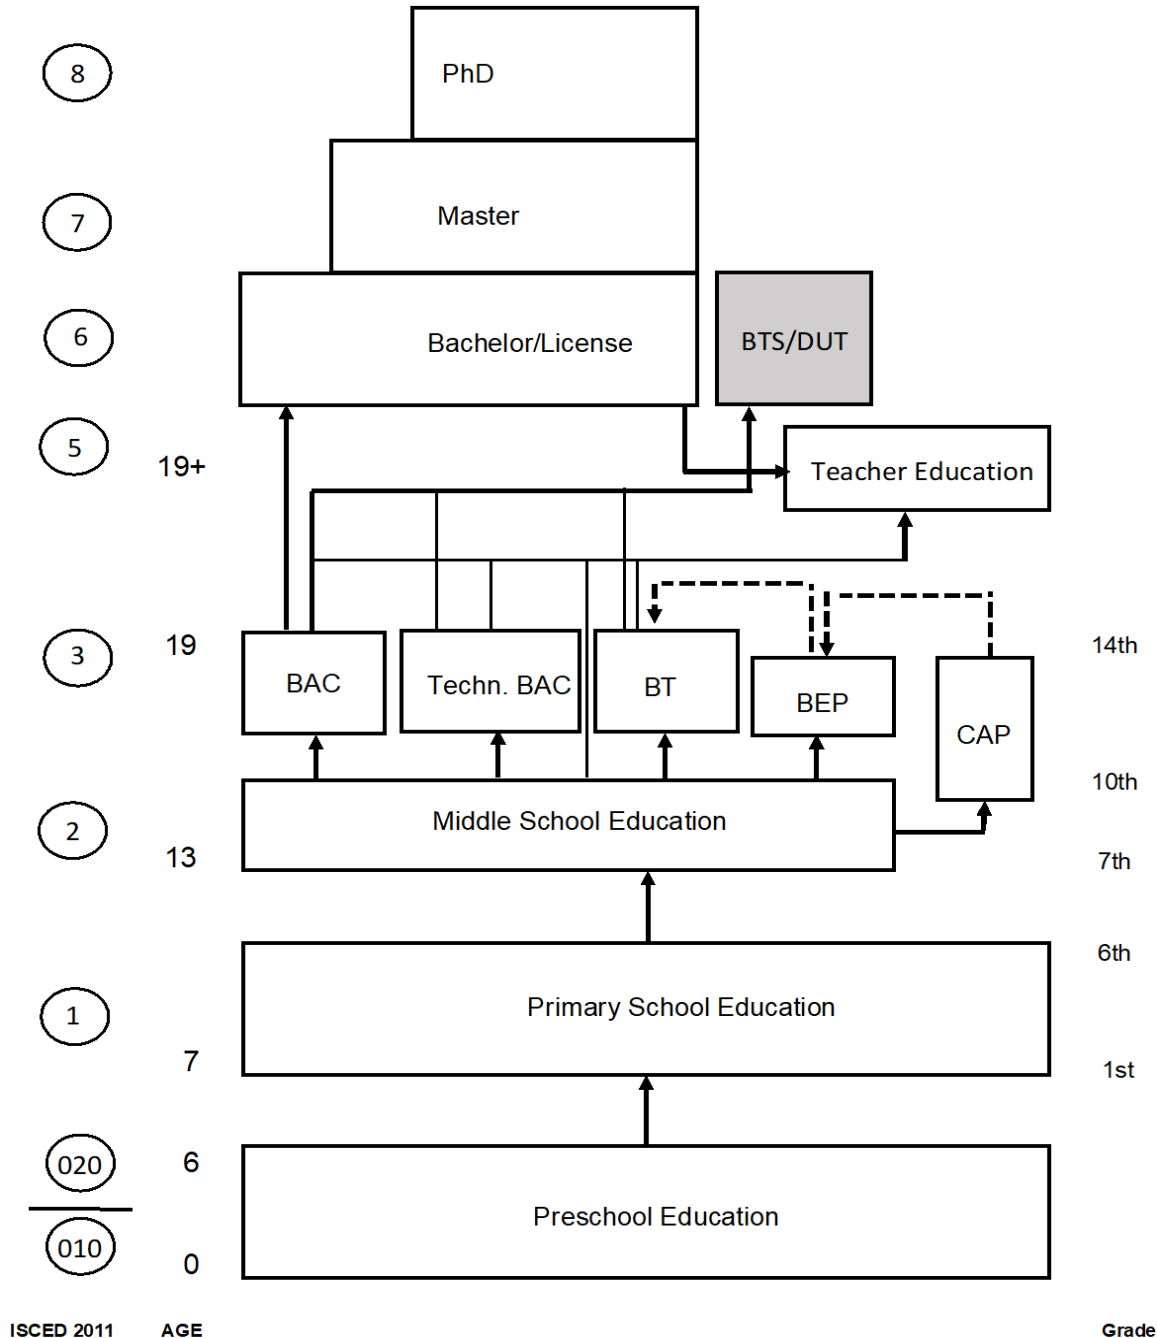 8
PhD
7
Master
6
Bachelor/License
BTS/DUT
5
19+
Teacher Education
3
19
BAC
Techn. BAC
BT
BEP
CAP
14th
10th
2
13
Middle School Education
7th
6th
1
7
Primary School Education
1st
020
6
010
0
Preschool Education
ISCED 2011
AGE
Grade